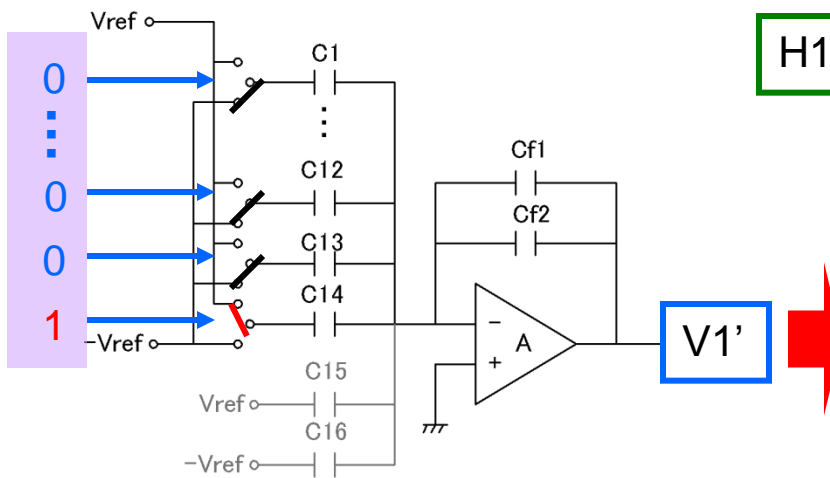 Vref
H1
0
C1
⋮
⋮
0
C12
Cf1
Cf2
0
C13
1
C14
-Vref
−
A
+
V1’
C15
Vref
C16
-Vref